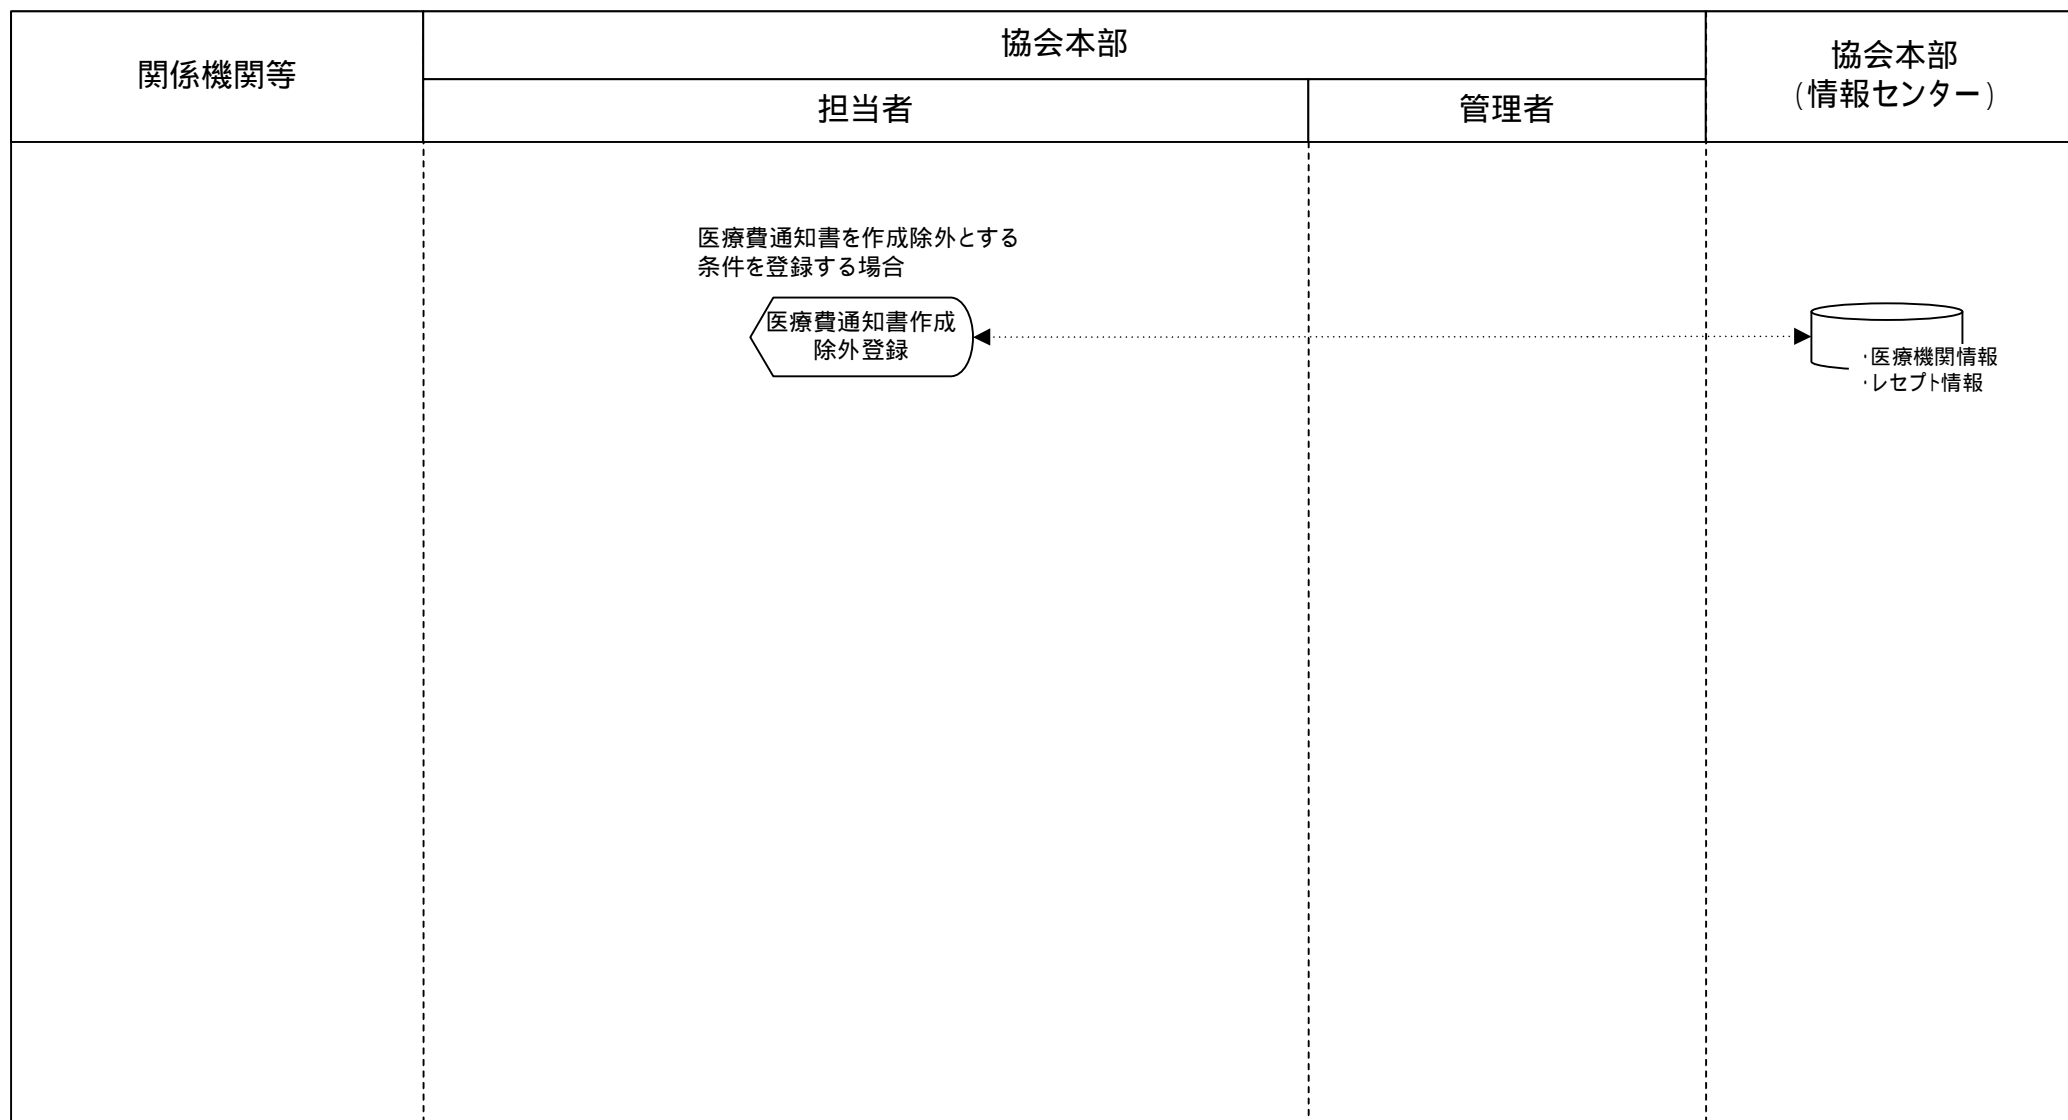 関係機関等
協会本部
担当者
管理者
協会本部
(情報センター)
医療費通知書を作成除外とする
条件を登録する場合
医療費通知書作成
除外登録
・医療機関情報
・レセプト情報